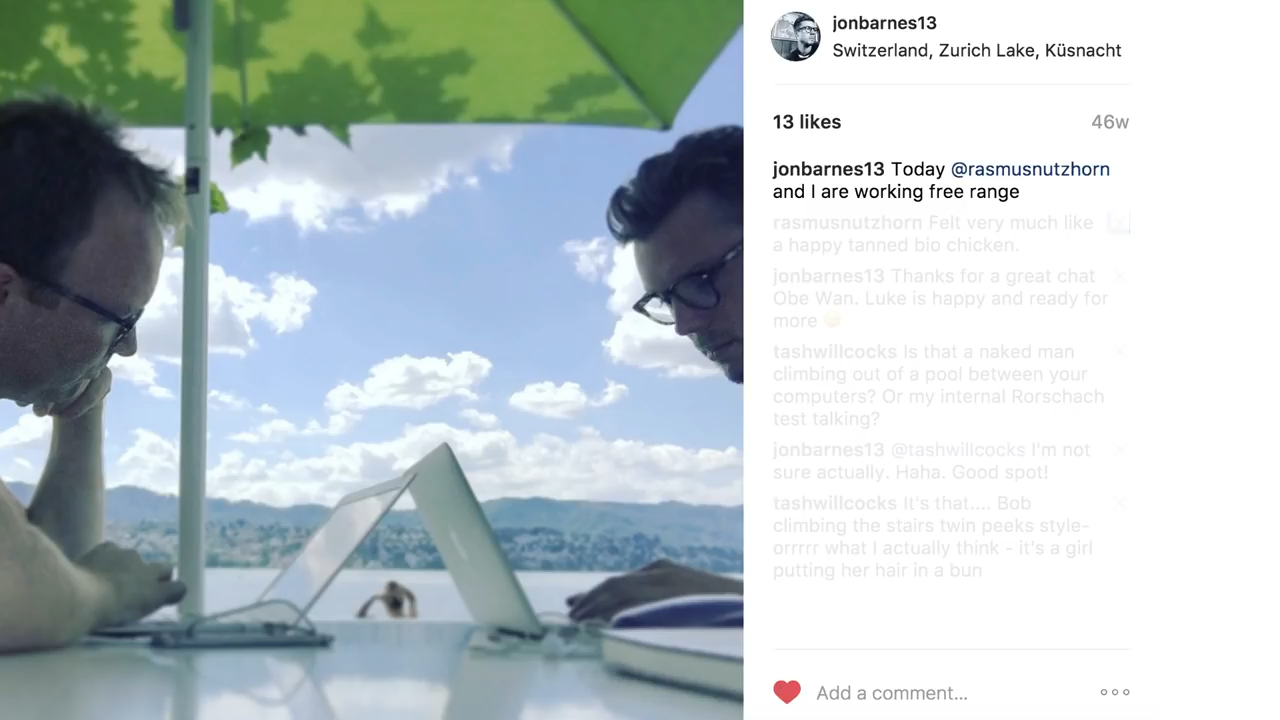 jonbarnes13
Switzerland, Zurich Lake, Küsnacht
13 likes 46w
jonbarnes13 Today @rasmusnutzhorn
and I are working free range
rasmusnutzhorn Felt very much like
a happy tanned bio chicken.
jonbarnes13 Thanks for a great chat
Obe Wan. Luke is happy and ready for
more
tashwillcocks Is that a naked man
climbing out of a pool between your
computers? Or my internal Rorschach
test talking?
jonbarnes13 @tashwillcocks I'm not
sure actually. Haha. Good spot!
tashwillcocks It's that.... Bob
climbing the stairs twin peeks style-
orrrrr what I actually think - it's a girl
putting her hair in a bun
Add a comment...